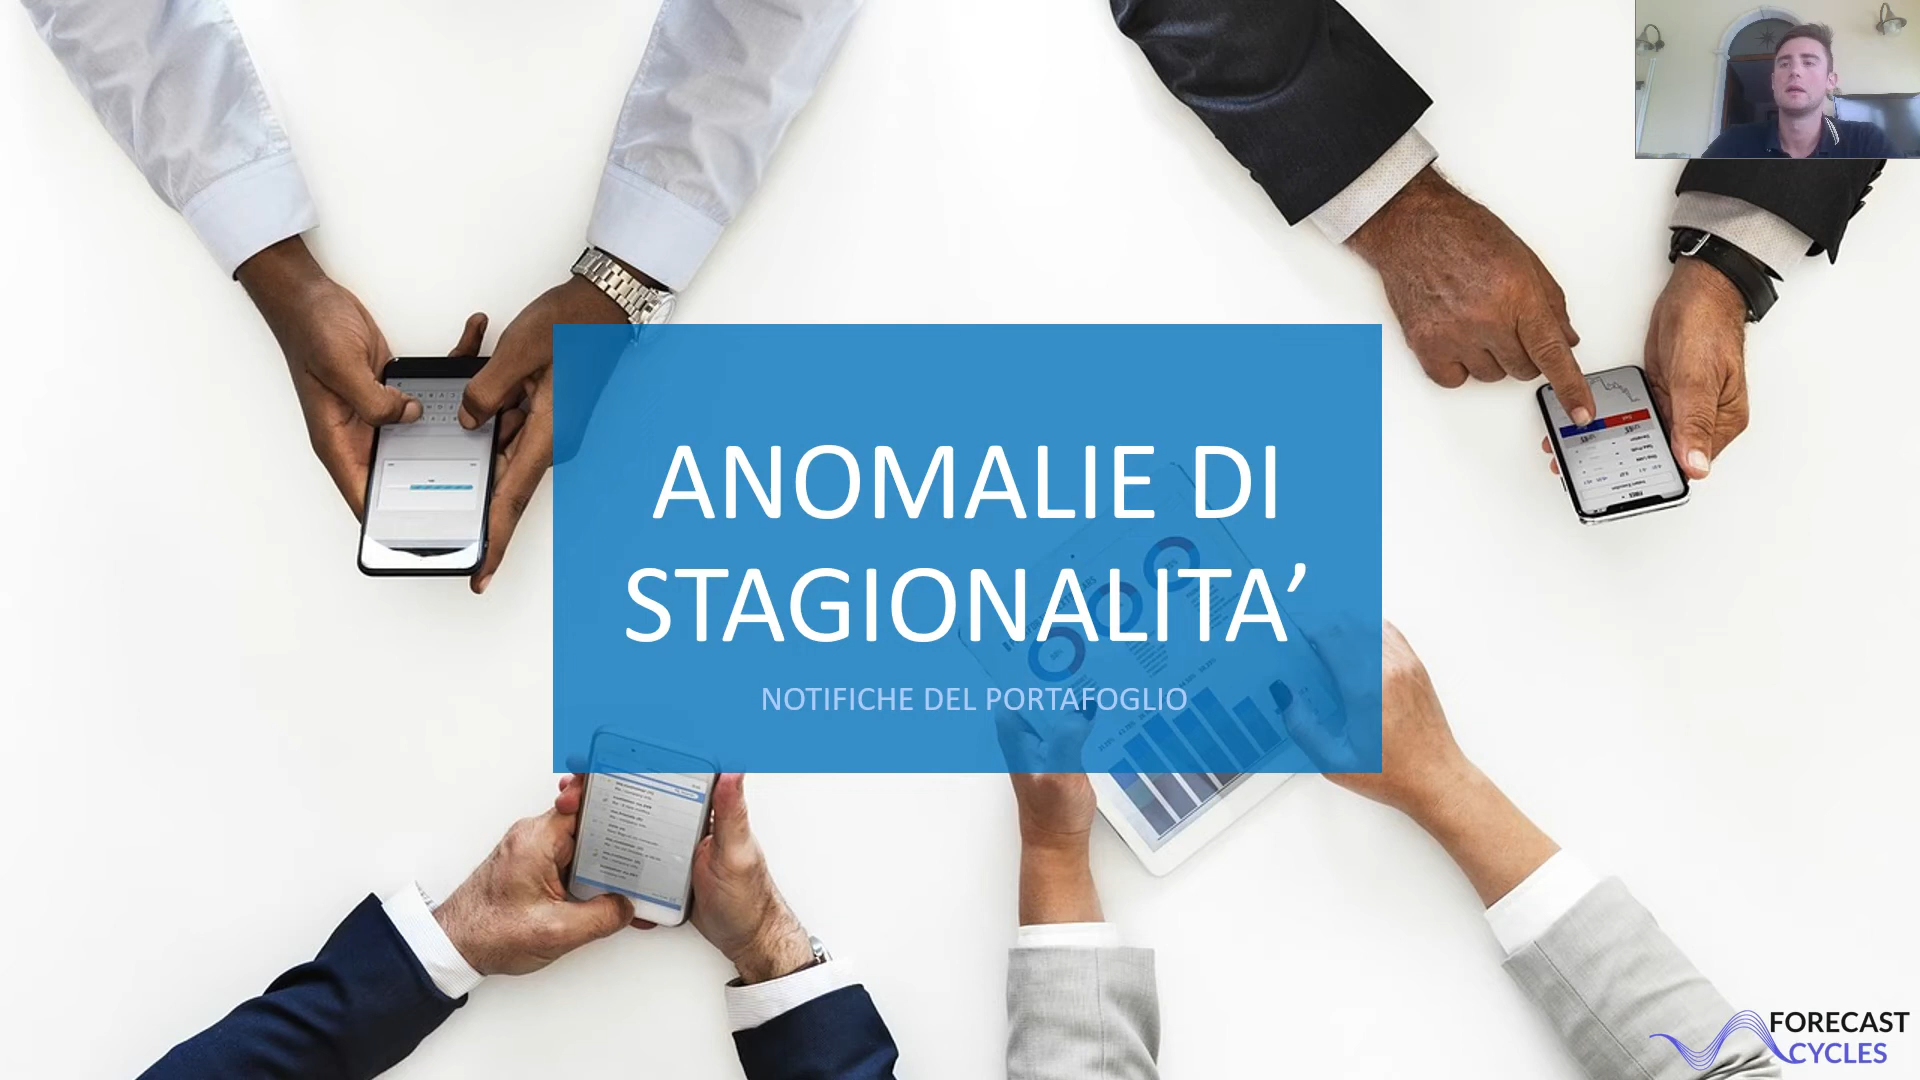 ANOMALIE DI
STAGIONALITA’
NOTIFICHE DEL PORTAFOGLIO
FORECAST
CYCLES